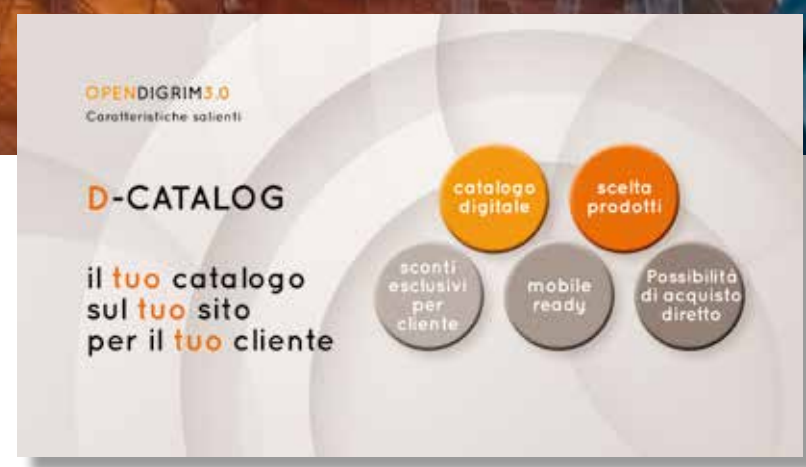 OPENDIGRIM3.0
Caratteristiche salienti
D-CATALOG
il tuo catalogo
sul tuo sito
per il tuo cliente
catalogo
digitale
scelta
prodotti
sconti
esclusivi
per
cliente
mobile
ready
Possibilità
di acquisto
diretto